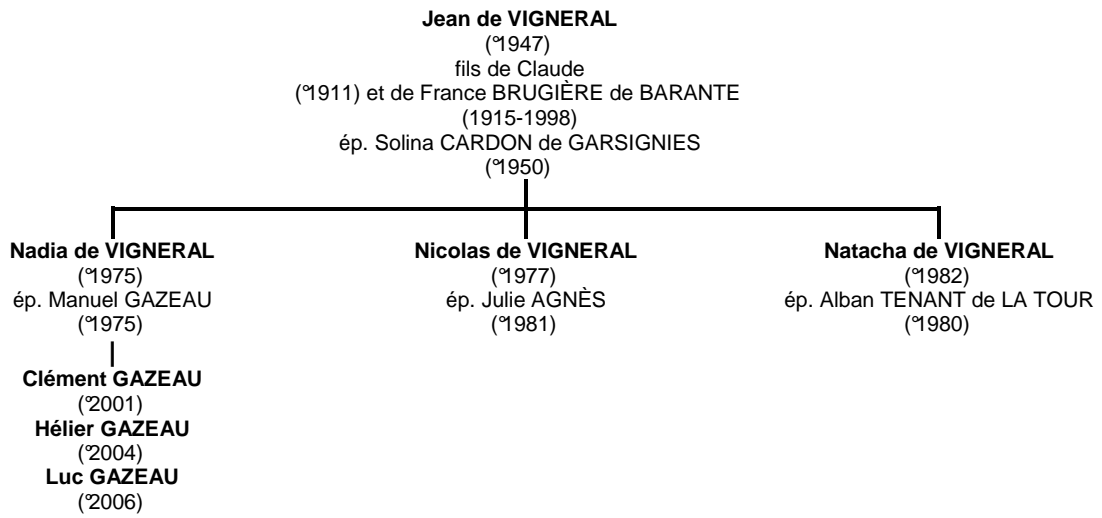 Jean de VIGNERAL
(°1947)
fils de Claude
(°1911) et de France BRUGIÈRE de BARANTE
(1915-1998)
ép. Solina CARDON de GARSIGNIES
(°1950)
Nadia de VIGNERAL
(°1975)
ép. Manuel GAZEAU
(°1975)
Clément GAZEAU
(°2001)
Hélier GAZEAU
(°2004)
Luc GAZEAU
(°2006)
Nicolas de VIGNERAL
(°1977)
ép. Julie AGNÈS
(°1981)
Natacha de VIGNERAL
(°1982)
ép. Alban TENANT de LA TOUR
(°1980)